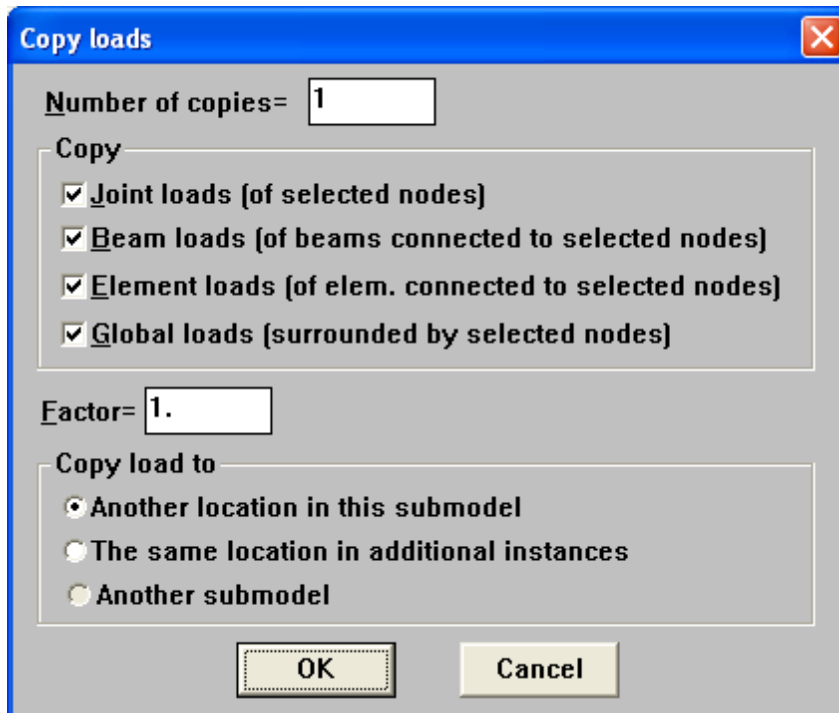 Copy loads
Number of copies= 1
Copy
Joint loads (of selected nodes)
Beam loads (of beams connected to selected nodes)
Element loads (of elem. connected to selected nodes)
Global loads (surrounded by selected nodes)
Factor= 1.
Copy load to
Another location in this submodel
The same location in additional instances
Another submodel
OK Cancel